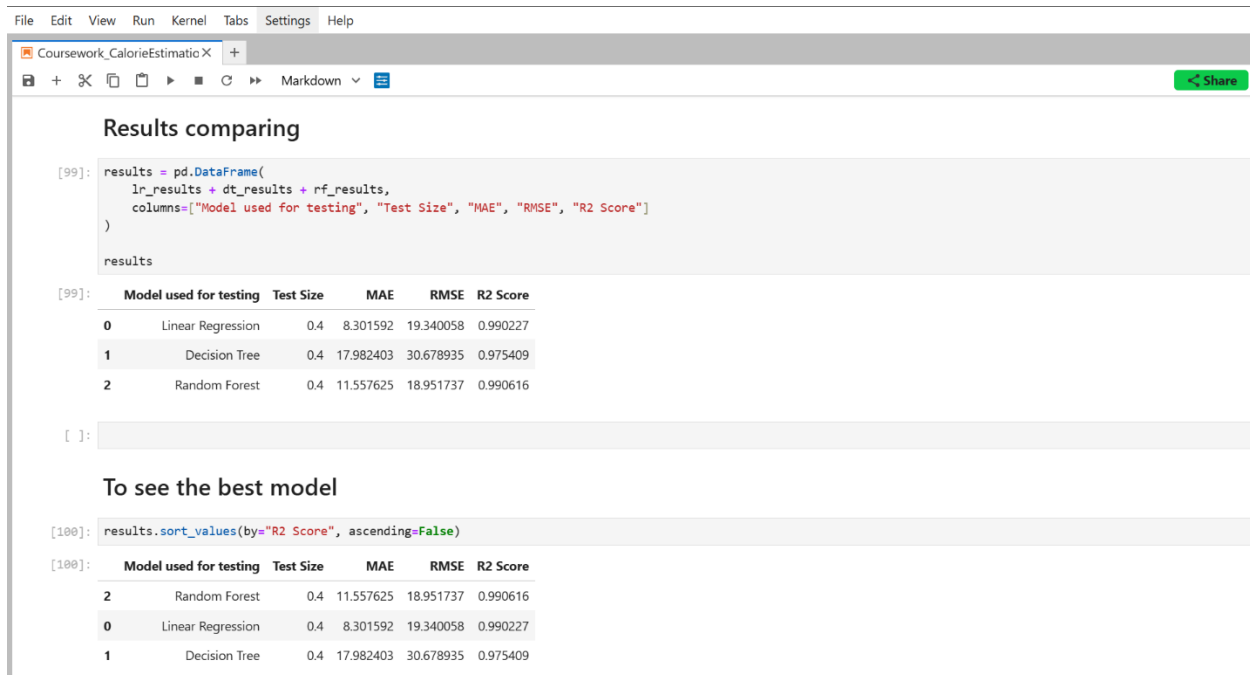 File Edit View Run Kernel Tabs Settings Help
Coursework_CalorieEstimatio
Markdown
Share
Results comparing
[99]: results = pd.DataFrame(
lr_results + dt_results + rf_results,
columns=["Model used for testing", "Test Size", "MAE", "RMSE", "R2 Score"]
)
results
[99]: Model used for testing Test Size MAE RMSE R2 Score
0 Linear Regression 0.4 8.301592 19.340058 0.990227
1 Decision Tree 0.4 17.982403 30.678935 0.975409
2 Random Forest 0.4 11.557625 18.951737 0.990616
[ ]:
To see the best model
[100]: results.sort_values(by="R2 Score", ascending=False)
[100]: Model used for testing Test Size MAE RMSE R2 Score
2 Random Forest 0.4 11.557625 18.951737 0.990616
0 Linear Regression 0.4 8.301592 19.340058 0.990227
1 Decision Tree 0.4 17.982403 30.678935 0.975409